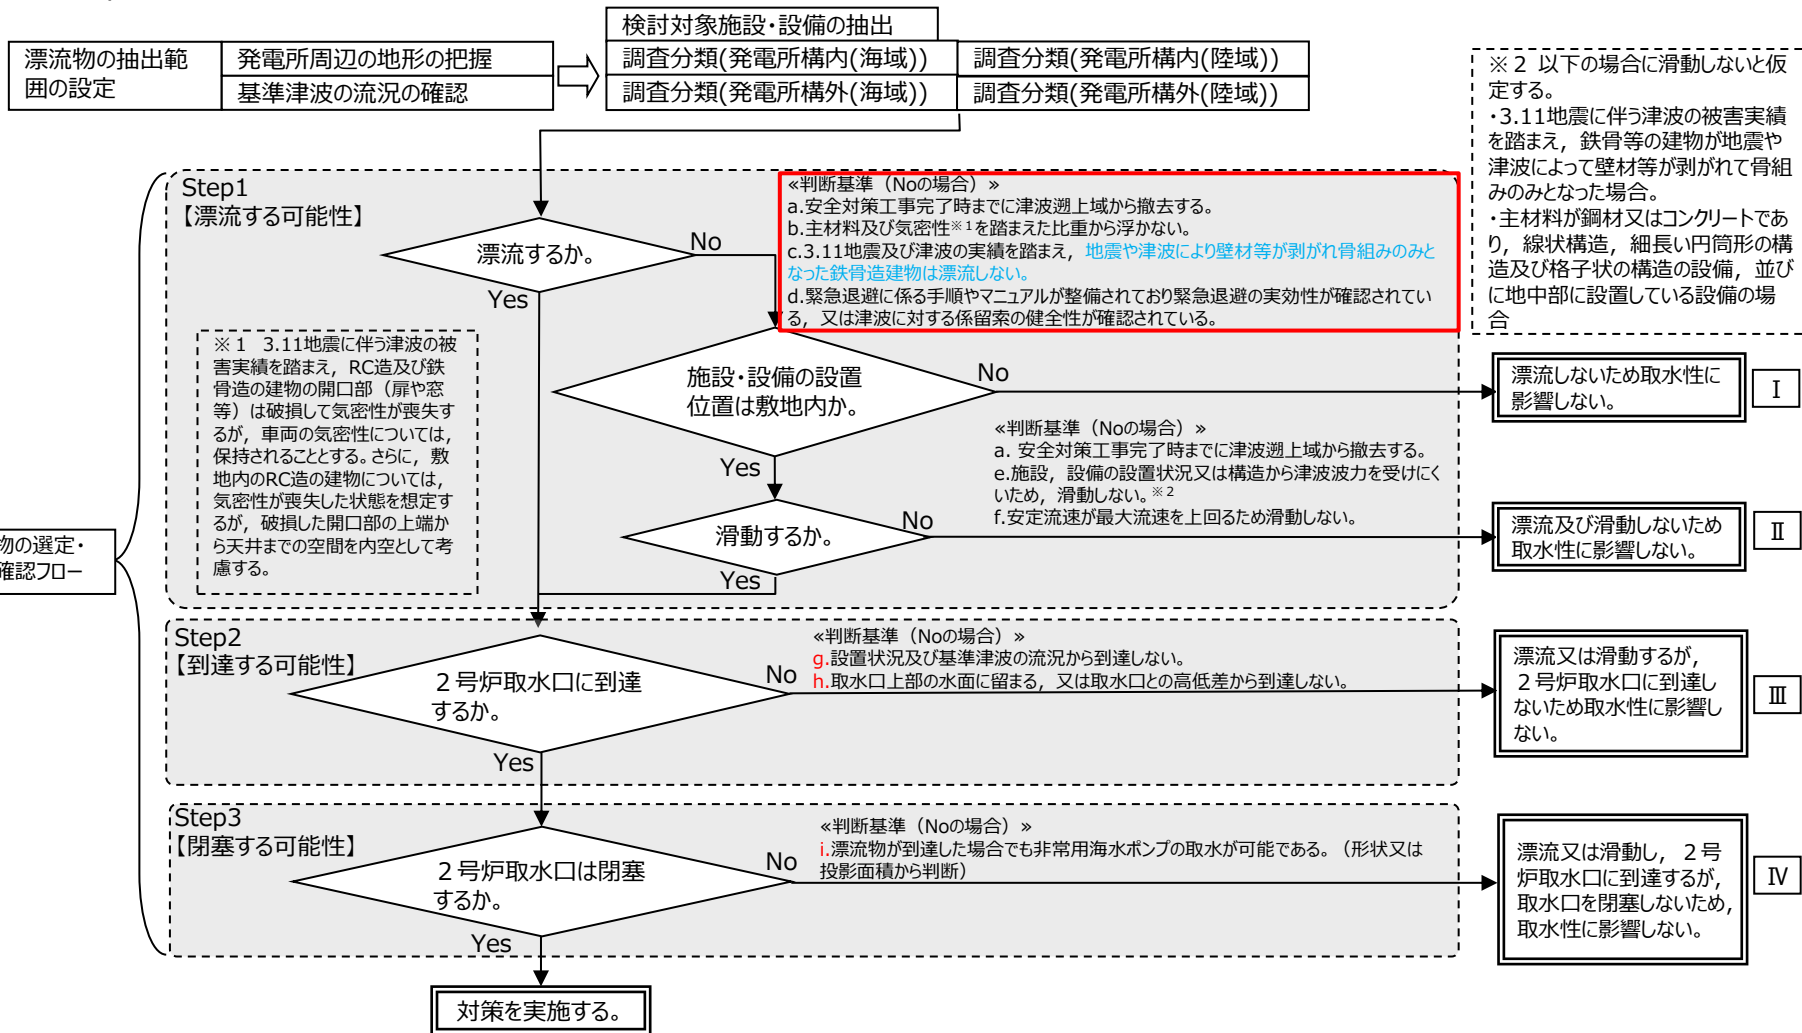 漂流物の抽出範
囲の設定
発電所周辺の地形の把握
基準津波の流況の確認
検討対象施設・設備の抽出
調査分類(発電所構内(海域))
調査分類(発電所構内(陸域))
調査分類(発電所構外(海域))
調査分類(発電所構外(陸域))
※２ 以下の場合に滑動しないと仮
定する。
・3.11地震に伴う津波の被害実績
を踏まえ，鉄骨等の建物が地震や
津波によって壁材等が剥がれて骨組
みのみとなった場合。
・主材料が鋼材又はコンクリートであ
り，線状構造，細長い円筒形の構
造及び格子状の構造の設備，並び
に地中部に設置している設備の場
合
Step1
【漂流する可能性】
漂流するか。
No
Yes
«判断基準（Noの場合）»
a.安全対策工事完了時までに津波遡上域から撤去する。
b.主材料及び気密性※1を踏まえた比重から浮かない。
c.3.11地震及び津波の実績を踏まえ，地震や津波により壁材等が剥がれ骨組みのみと
なった鉄骨造建物は漂流しない。
d.緊急退避に係る手順やマニュアルが整備されており緊急退避の実効性が確認されてい
る，又は津波に対する係留索の健全性が確認されている。
※１ 3.11地震に伴う津波の被
害実績を踏まえ，RC造及び鉄
骨造の建物の開口部（扉や窓
等）は破損して気密性が喪失す
るが，車両の気密性については，
保持されることとする。さらに，敷
地内のRC造の建物については，
気密性が喪失した状態を想定す
るが，破損した開口部の上端か
ら天井までの空間を内空として考
慮する。
施設・設備の設置
位置は敷地内か。
No
Yes
漂流しないため取水性に
影響しない。
Ⅰ
«判断基準（Noの場合）»
a. 安全対策工事完了時までに津波遡上域から撤去する。
e.施設，設備の設置状況又は構造から津波波力を受けにく
いため，滑動しない。※2
f.安定流速が最大流速を上回るため滑動しない。
滑動するか。
No
Yes
漂流及び滑動しないため
取水性に影響しない。
Ⅱ
物の選定・
確認フロー
Step2
【到達する可能性】
２号炉取水口に到達
するか。
No
Yes
«判断基準（Noの場合）»
g.設置状況及び基準津波の流況から到達しない。
h.取水口上部の水面に留まる，又は取水口との高低差から到達しない。
漂流又は滑動するが，
２号炉取水口に到達し
ないため取水性に影響し
ない。
Ⅲ
Step3
【閉塞する可能性】
２号炉取水口は閉塞
するか。
No
Yes
«判断基準（Noの場合）»
i.漂流物が到達した場合でも非常用海水ポンプの取水が可能である。（形状又は
投影面積から判断）
漂流又は滑動し，２号
炉取水口に到達するが，
取水口を閉塞しないため，
取水性に影響しない。
Ⅳ
対策を実施する。